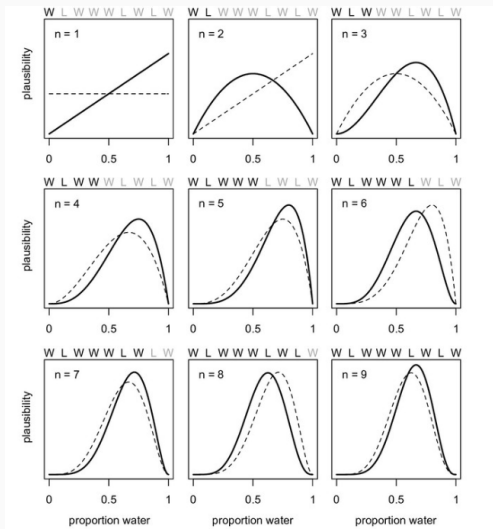 W L W W W L W L W
W L W W W L W L W
W L W W W L W L W
n = 1
n = 2
n = 3
plausibility
0 0.5 1
0 0.5 1
0 0.5 1
W L W W W L W L W
W L W W W L W L W
W L W W W L W L W
n = 4
n = 5
n = 6
plausibility
0 0.5 1
0 0.5 1
0 0.5 1
W L W W W L W L W
W L W W W L W L W
W L W W W L W L W
n = 7
n = 8
n = 9
plausibility
0 0.5 1
0 0.5 1
0 0.5 1
proportion water
proportion water
proportion water